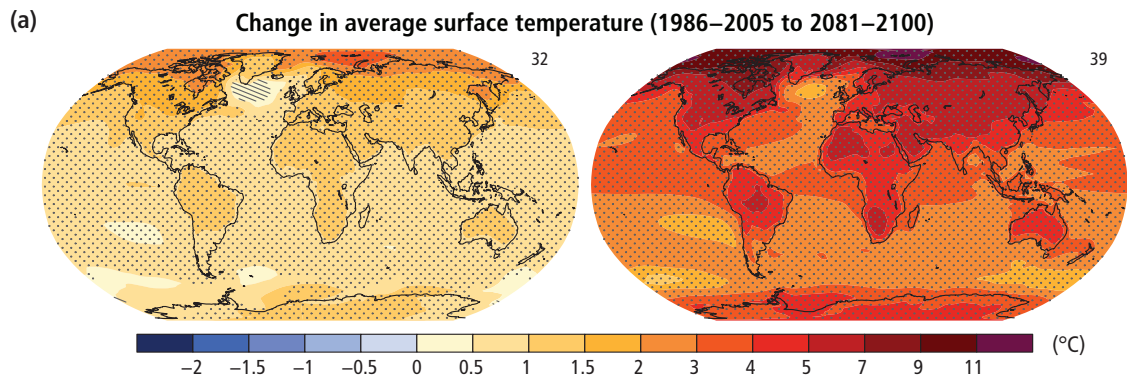 (a)
Change in average surface temperature (1986–2005 to 2081–2100)
32
39
−2 −1.5 −1 −0.5 0 0.5 1 1.5 2 3 4 5 7 9 11 (°C)